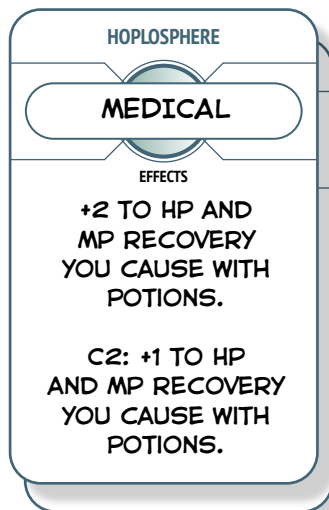 HOPLOSPHERE
MEDICAL
EFFECTS
+2 TO HP AND
MP RECOVERY
YOU CAUSE WITH
POTIONS.
C2: +1 TO HP
AND MP RECOVERY
YOU CAUSE WITH
POTIONS.